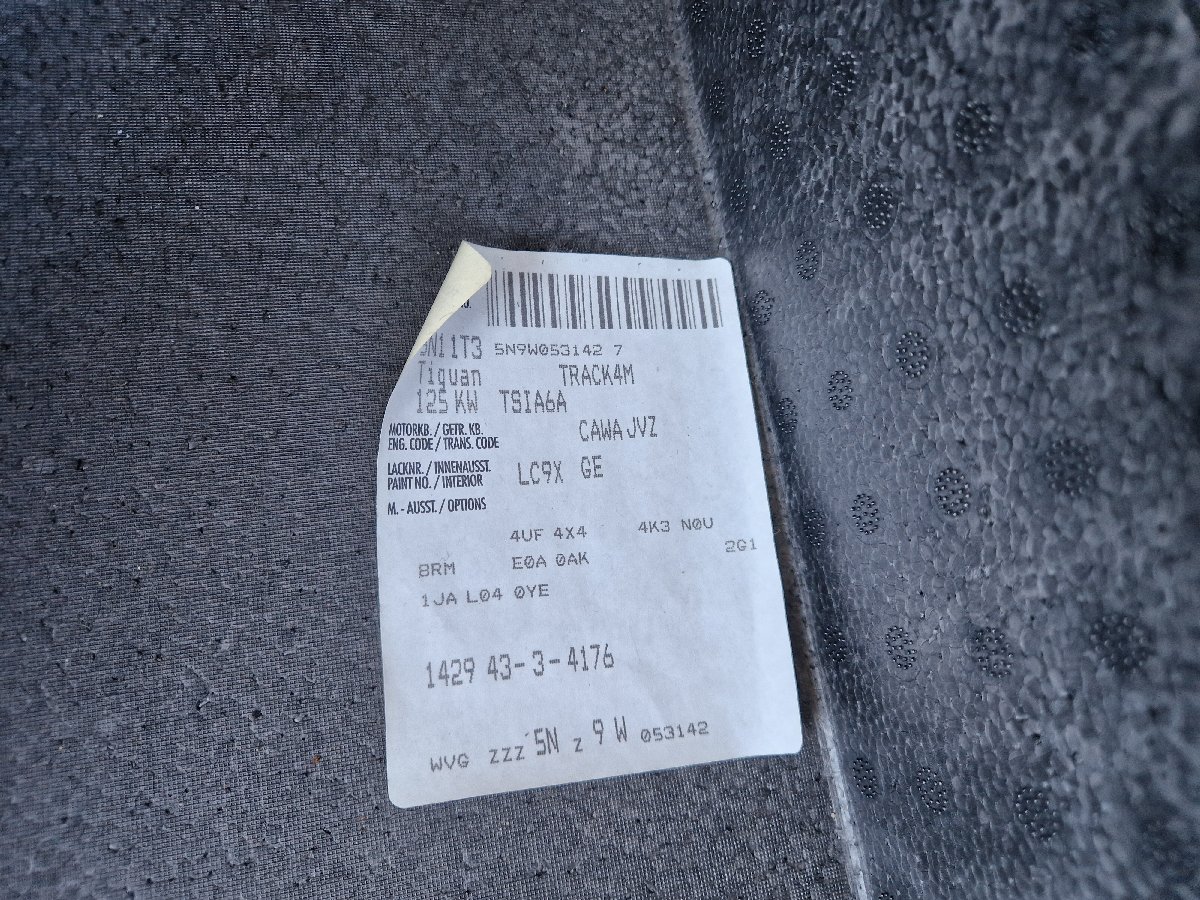 5N11T3 5N9W053142 7
Tiguan TRACK4M
125 KW TSIA6A
MOTORKB. / GETR. KB.
ENG. CODE / TRANS. CODE
CAWA JVZ
LACKNR. / INNENAUSST.
PAINT NO. / INTERIOR
LC9X GE
M. - AUSST. / OPTIONS
4UF 4X4 4K3 N0U
8RM E0A 0AK 2G1
1JA L04 0YE
1429 43-3-4176
WVG ZZZ 5N Z 9 W 053142